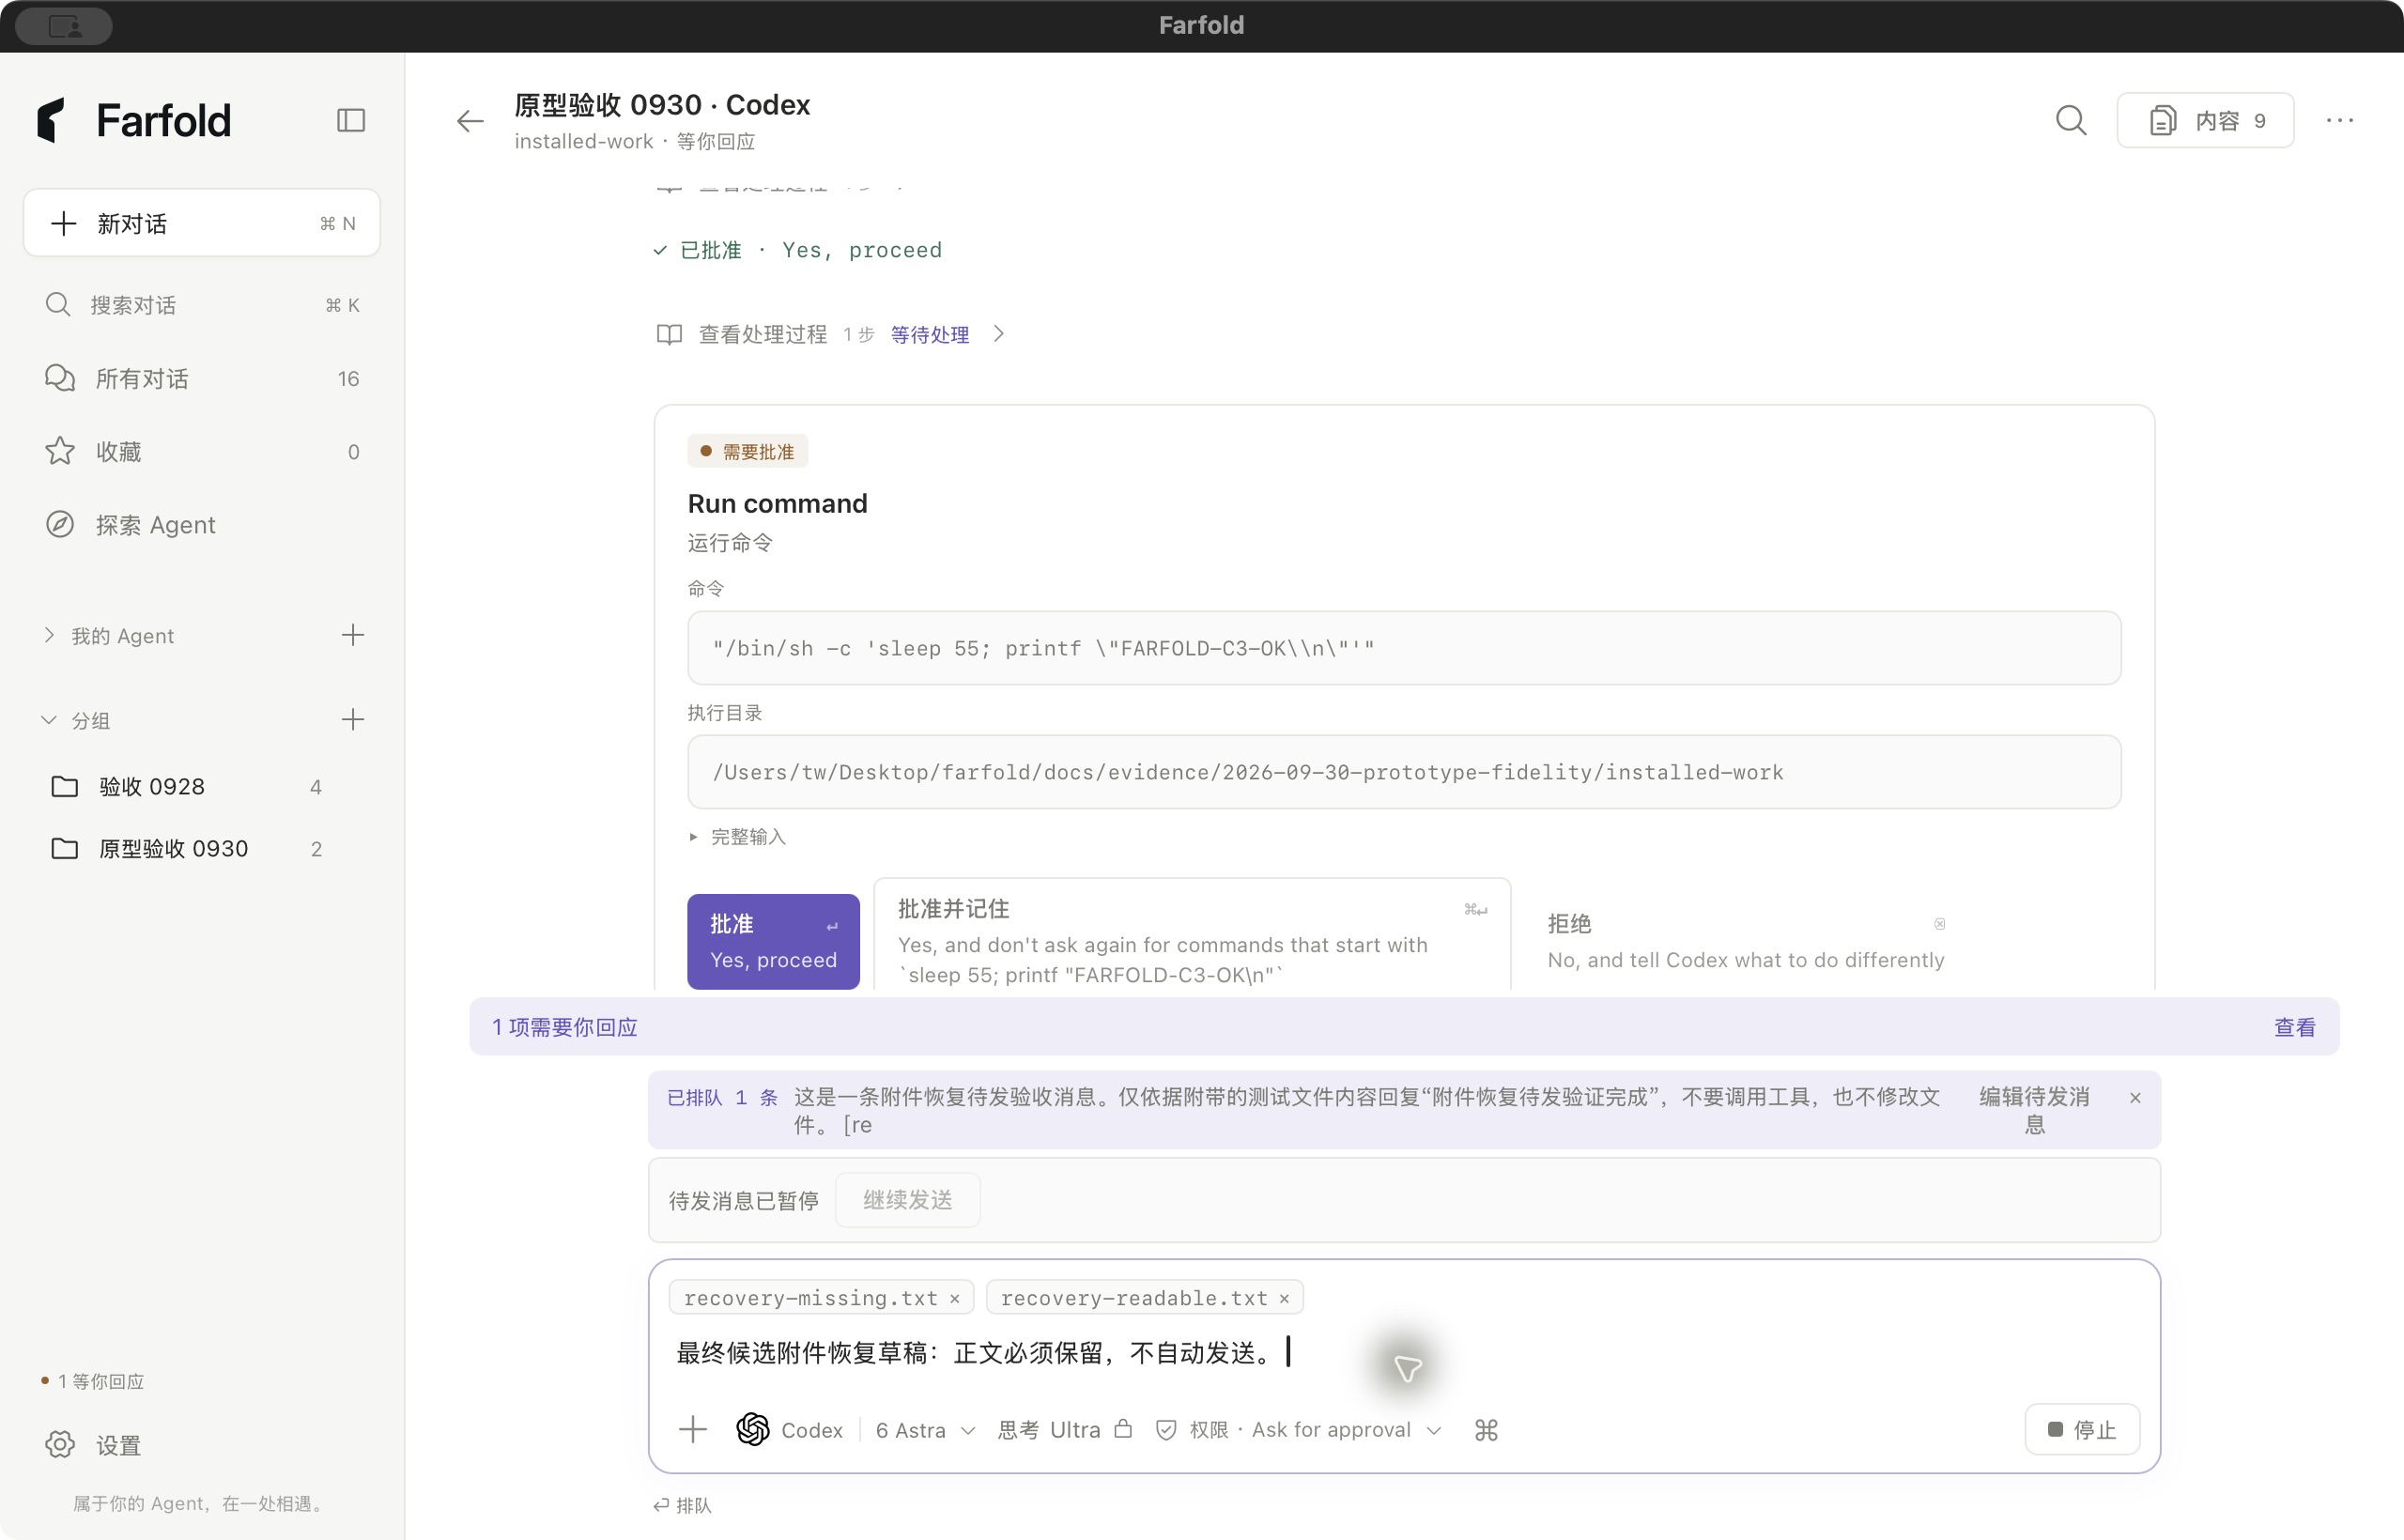 Farfold
Farfold
新对话 ⌘ N
搜索对话 ⌘ K
所有对话 16
收藏 0
探索 Agent
我的 Agent
分组
验收 0928 4
原型验收 0930 2
1 等你回应
设置
属于你的 Agent，在一处相遇。
原型验收 0930 · Codex
installed-work · 等你回应
内容 9
查看处理过程
已批准 · Yes, proceed
查看处理过程 1 步 等待处理
需要批准
Run command
运行命令
命令
"/bin/sh -c 'sleep 55; printf \"FARFOLD-C3-OK\\n\"'"
执行目录
/Users/tw/Desktop/farfold/docs/evidence/2026-09-30-prototype-fidelity/installed-work
完整输入
批准 ↵
Yes, proceed
批准并记住 ⌘↵
Yes, and don't ask again for commands that start with
`sleep 55; printf "FARFOLD-C3-OK\n"`
拒绝 ⌫
No, and tell Codex what to do differently
1 项需要你回应 查看
已排队 1 条 这是一条附件恢复待发验收消息。仅依据附带的测试文件内容回复“附件恢复待发验证完成”，不要调用工具，也不修改文
件。 [re
编辑待发消
息
×
待发消息已暂停 继续发送
recovery-missing.txt × recovery-readable.txt ×
最终候选附件恢复草稿：正文必须保留，不自动发送。
Codex 6 Astra 思考 Ultra 权限 · Ask for approval ⌘ 停止
↵ 排队